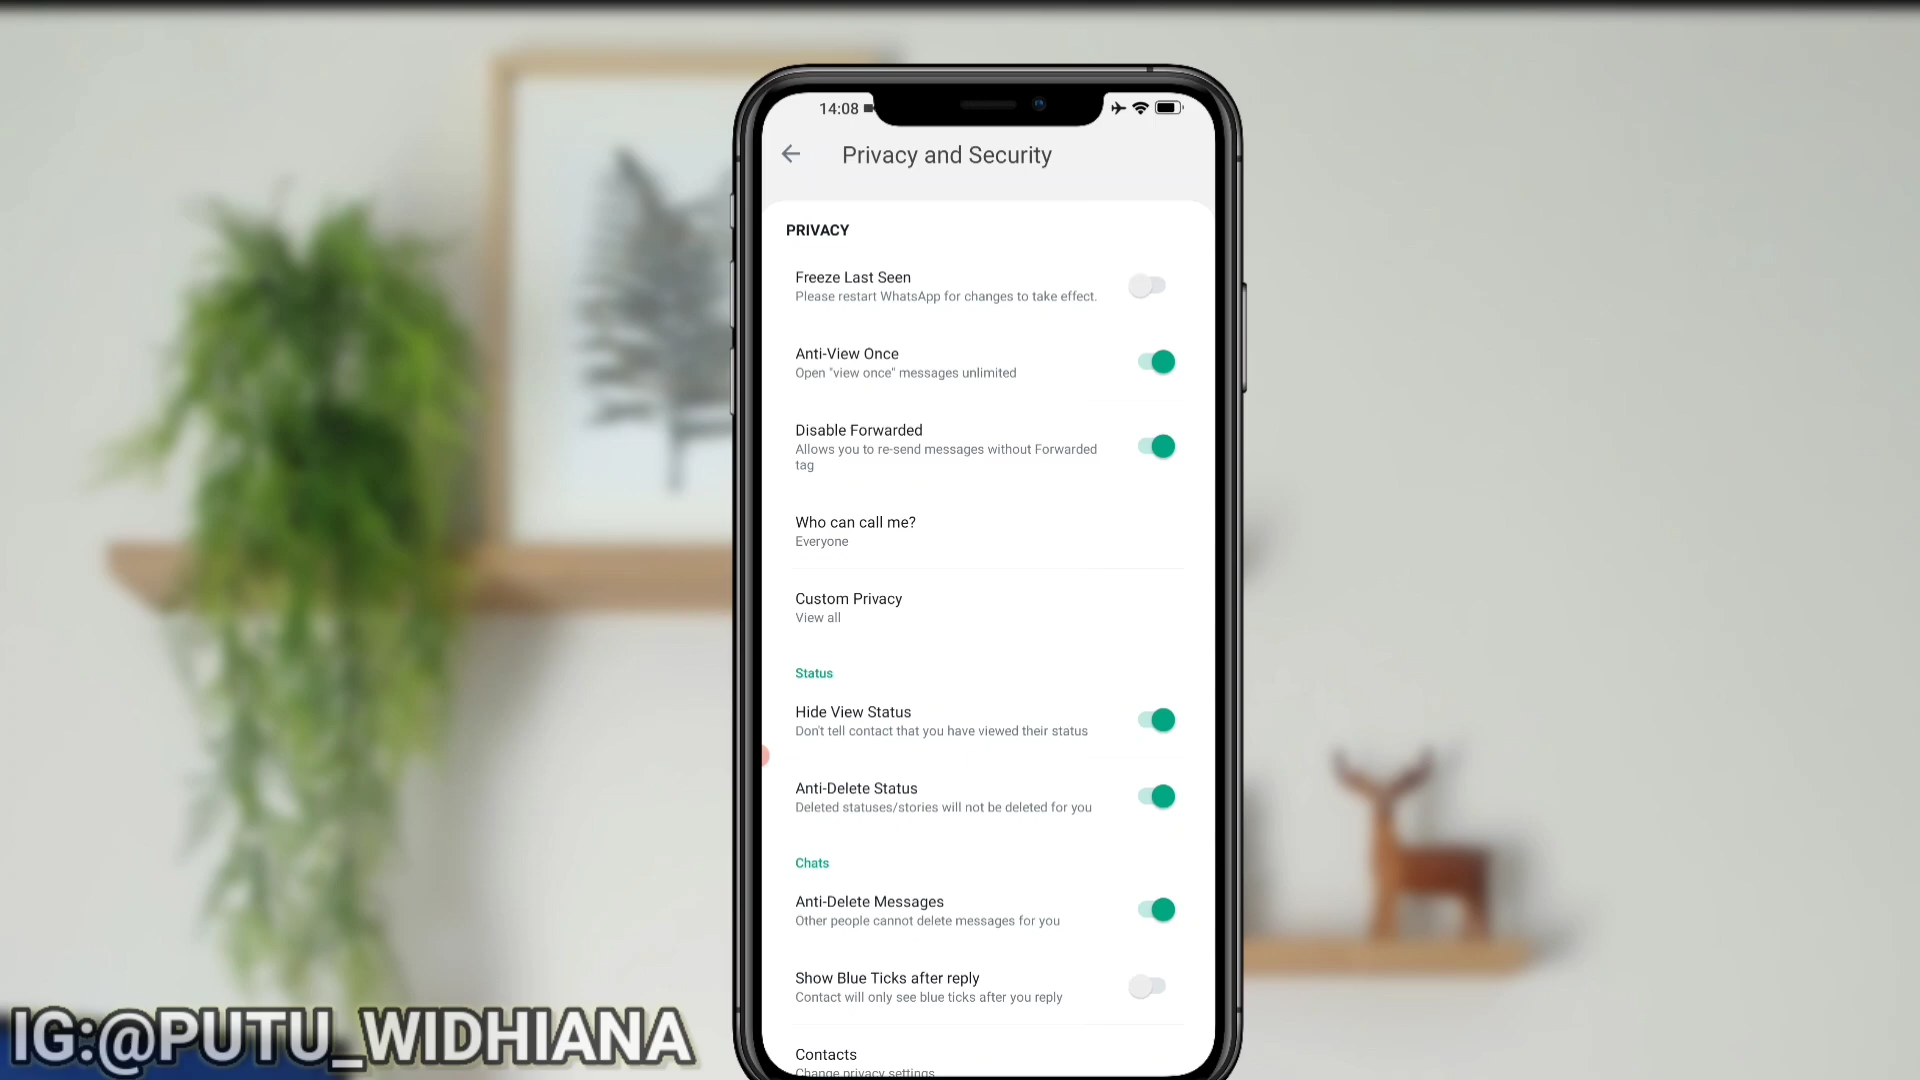 14:08
Privacy and Security
PRIVACY
Freeze Last Seen
Please restart WhatsApp for changes to take effect.
Anti-View Once
Open "view once" messages unlimited
Disable Forwarded
Allows you to re-send messages without Forwarded
tag
Who can call me?
Everyone
Custom Privacy
View all
Status
Hide View Status
Don't tell contact that you have viewed their status
Anti-Delete Status
Deleted statuses/stories will not be deleted for you
Chats
Anti-Delete Messages
Other people cannot delete messages for you
Show Blue Ticks after reply
Contact will only see blue ticks after you reply
Contacts
Change privacy settings
IG:@PUTU_WIDHIANA